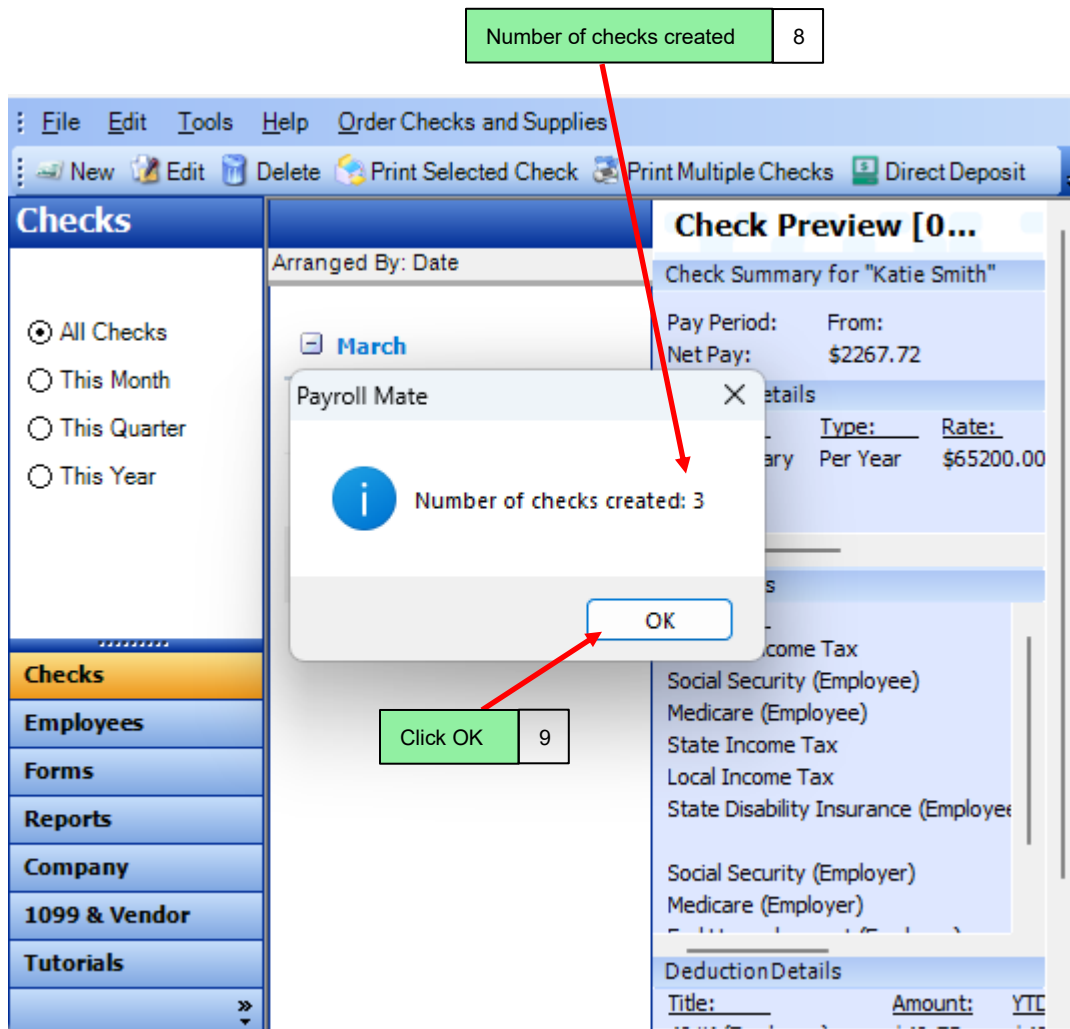 Number of checks created 8
File Edit Tools Help Order Checks and Supplies
New Edit Delete Print Selected Check Print Multiple Checks Direct Deposit
Checks
All Checks
This Month
This Quarter
This Year
Checks
Employees
Forms
Reports
Company
1099 & Vendor
Tutorials
Arranged By: Date
March
Payroll Mate
Number of checks created: 3
OK
Click OK 9
Check Preview [0...
Check Summary for "Katie Smith"
Pay Period: From:
Net Pay: $2267.72
Type: Rate:
Per Year $65200.00
Tax
Social Security (Employee)
Medicare (Employee)
State Income Tax
Local Income Tax
State Disability Insurance (Employee
Social Security (Employer)
Medicare (Employer)
DeductionDetails
Title: Amount: YTD